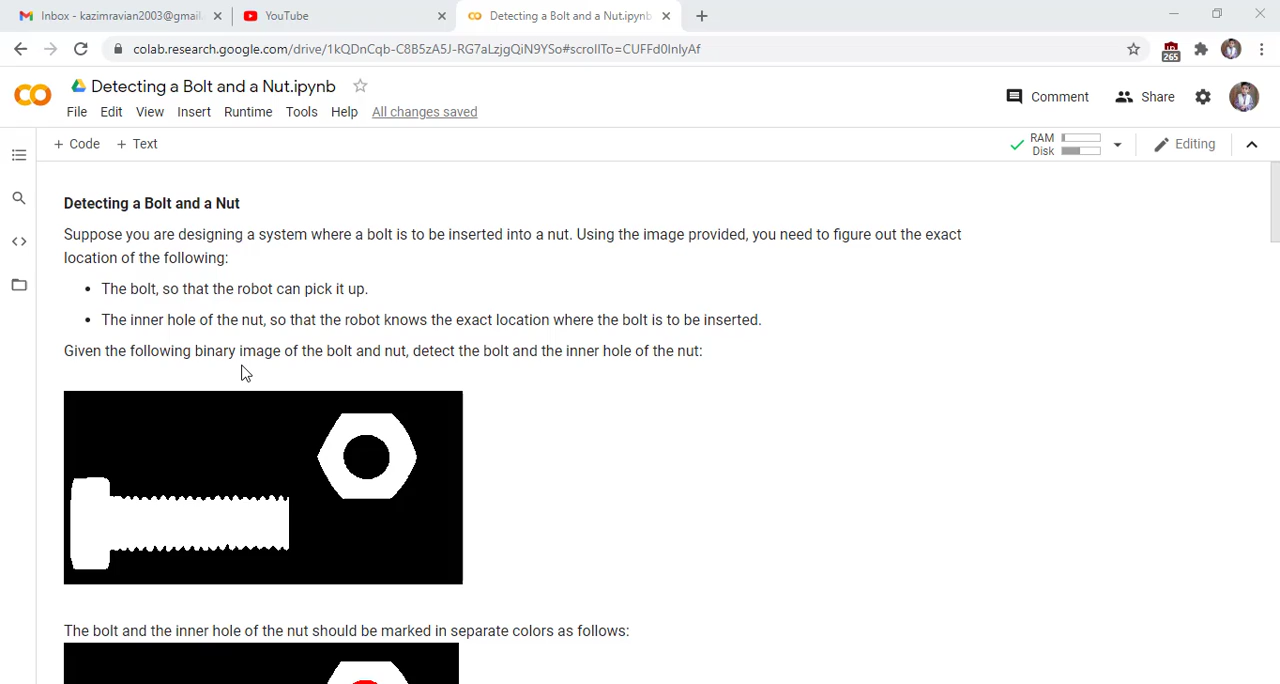 Inbox - kazimravian2003@gmail.
YouTube
Detecting a Bolt and a Nut.ipynb
colab.research.google.com/drive/1kQDnCqb-C8B5zA5J-RG7aLzjgQiN9YSo#scrollTo=CUFFd0InlyAf
265
Detecting a Bolt and a Nut.ipynb
Comment
Share
File Edit View Insert Runtime Tools Help All changes saved
+ Code + Text
RAM
Disk
Editing
Detecting a Bolt and a Nut
Suppose you are designing a system where a bolt is to be inserted into a nut. Using the image provided, you need to figure out the exact
location of the following:
• The bolt, so that the robot can pick it up.
• The inner hole of the nut, so that the robot knows the exact location where the bolt is to be inserted.
Given the following binary image of the bolt and nut, detect the bolt and the inner hole of the nut:
The bolt and the inner hole of the nut should be marked in separate colors as follows: